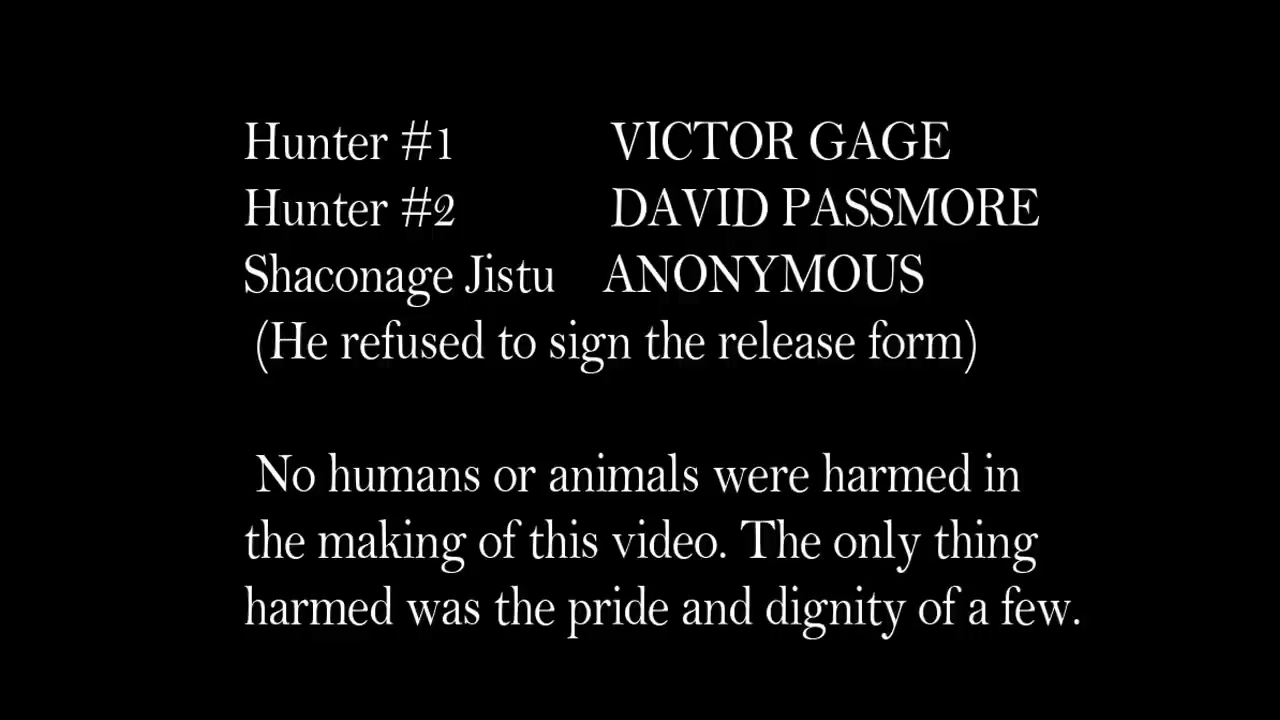 Hunter #1 VICTOR GAGE
Hunter #2 DAVID PASSMORE
Shaconage Jistu ANONYMOUS
(He refused to sign the release form)
No humans or animals were harmed in
the making of this video. The only thing
harmed was the pride and dignity of a few.